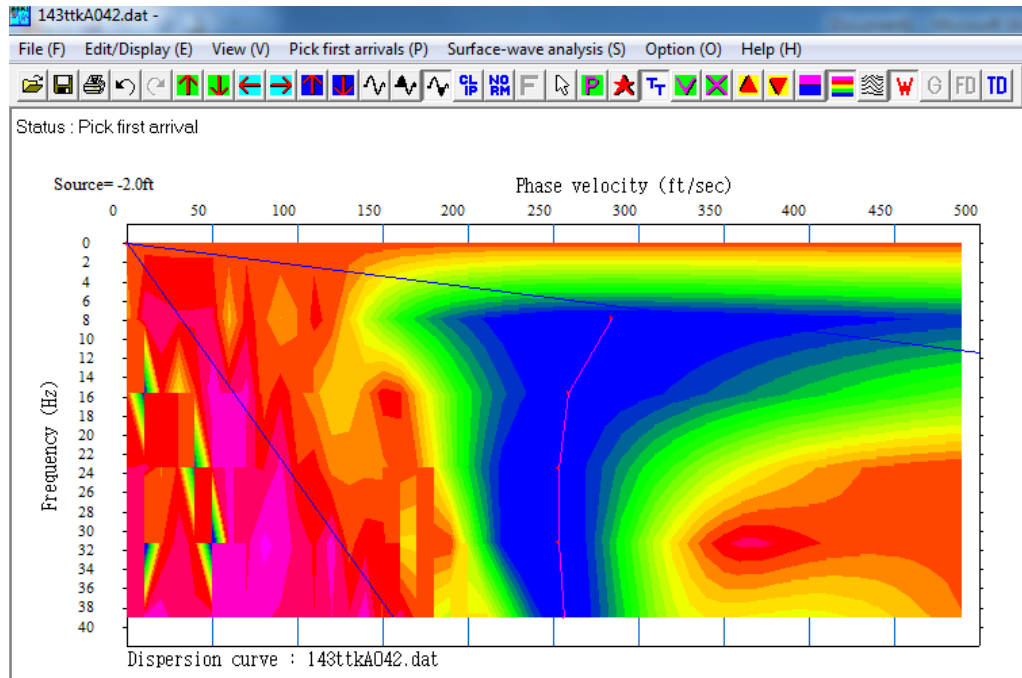 143ttkA042.dat -
File (F) Edit/Display (E) View (V) Pick first arrivals (P) Surface-wave analysis (S) Option (O) Help (H)
CL IP NO RM F P TT W G FD TD
Status : Pick first arrival
Source= -2.0ft
Phase velocity (ft/sec)
0 50 100 150 200 250 300 350 400 450 500
0
2
4
6
8
10
12
14
16
18
20
22
24
26
28
30
32
34
36
38
40
Frequency (Hz)
Dispersion curve : 143ttkA042.dat